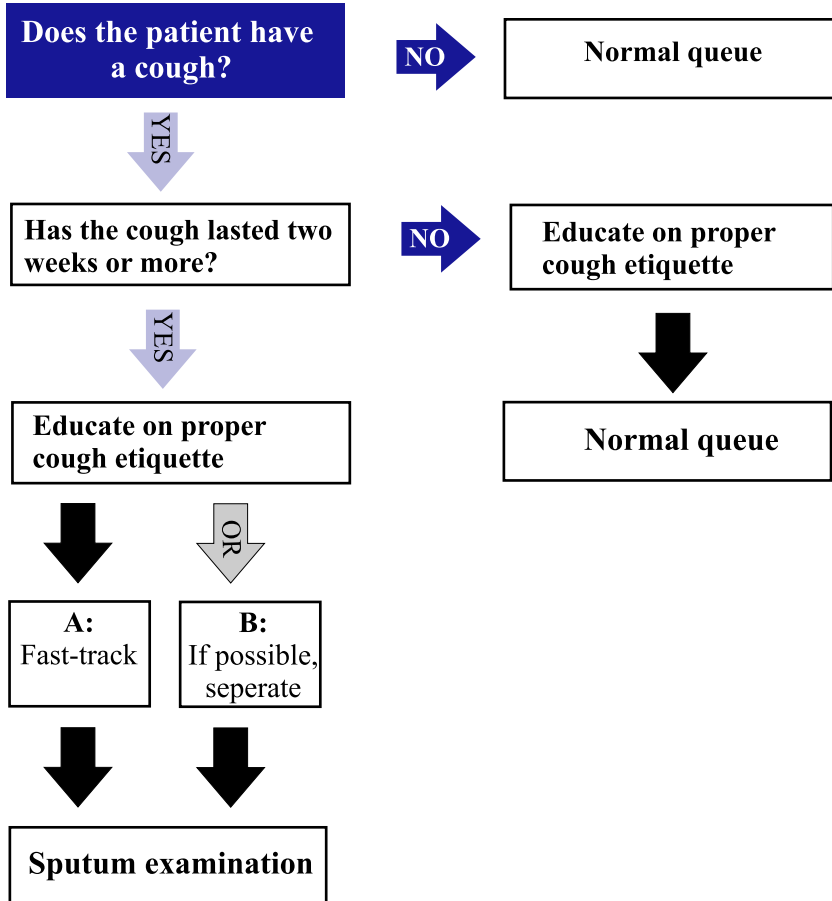 Does the patient have
a cough?
NO
Normal queue
YES
Has the cough lasted two
weeks or more?
NO
Educate on proper
cough etiquette
YES
Educate on proper
cough etiquette
Normal queue
OR
A:
Fast-track
B:
If possible,
seperate
Sputum examination